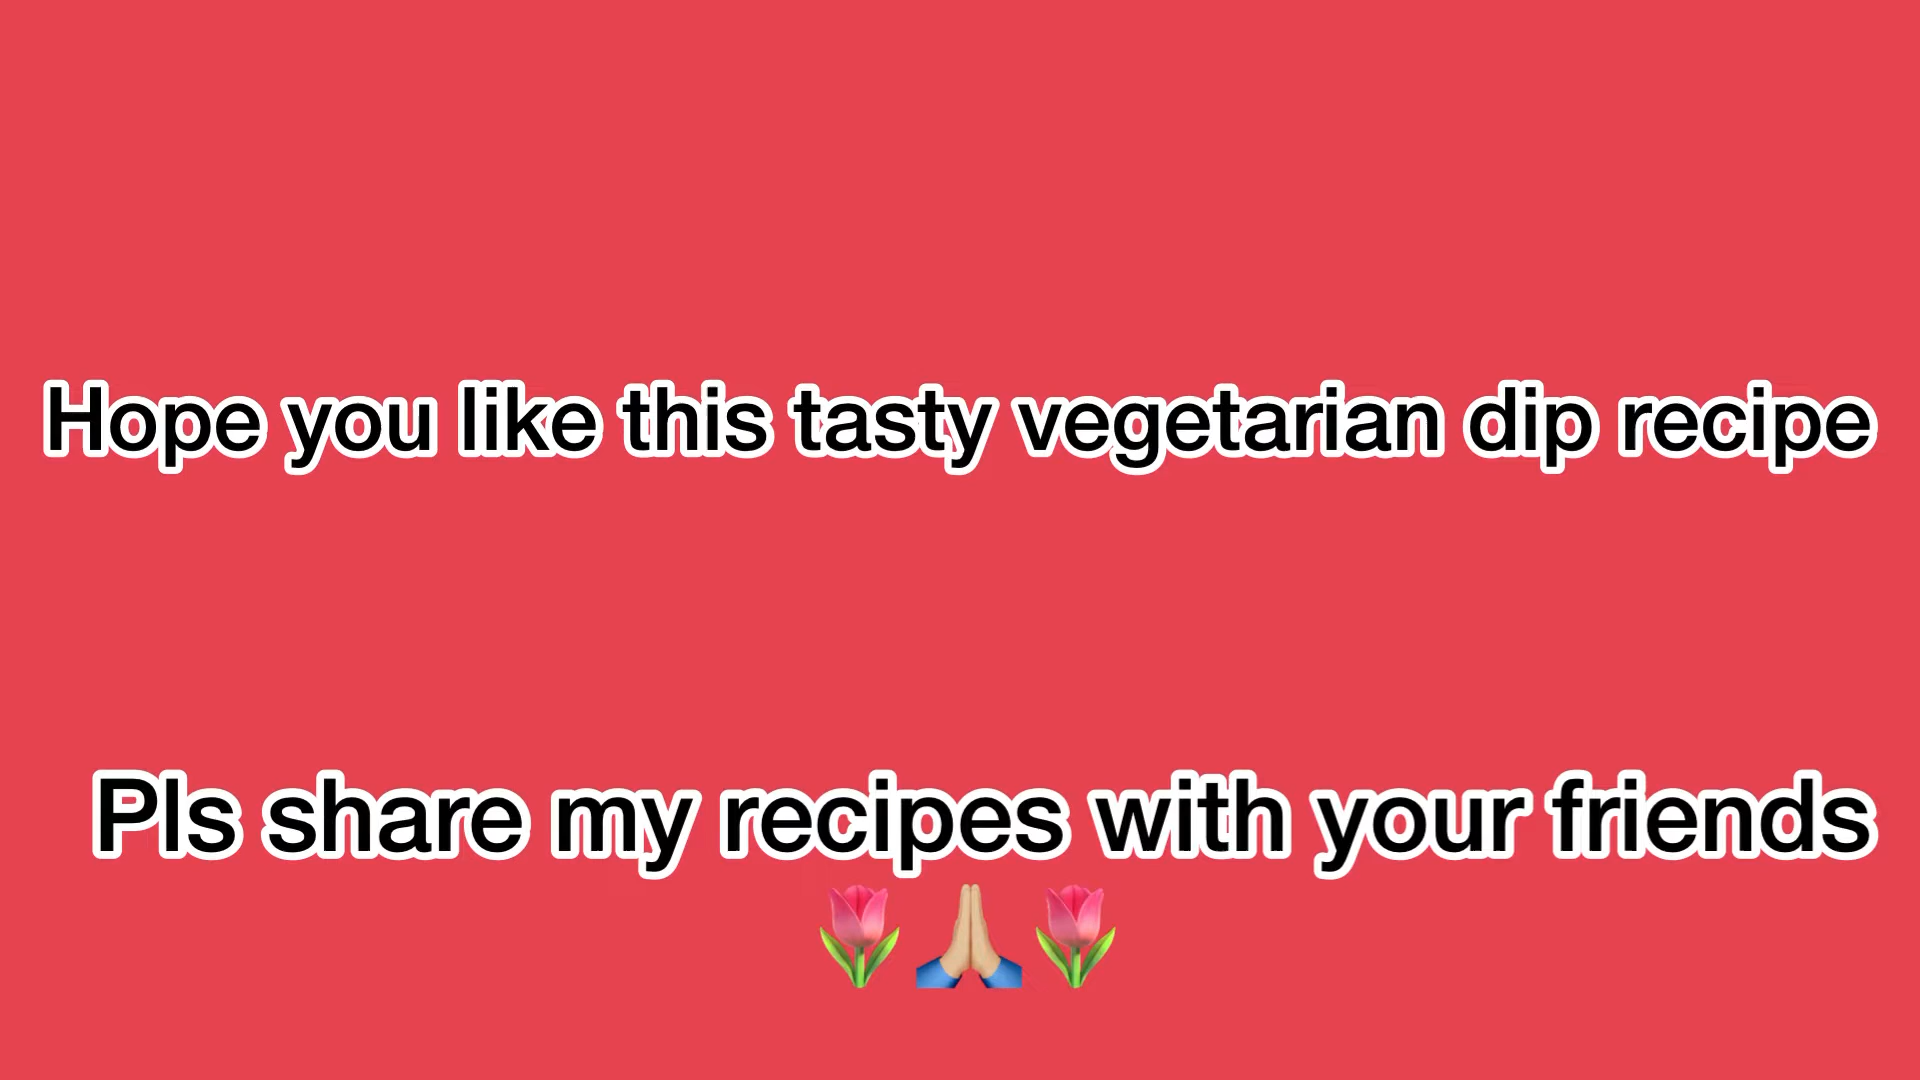 Hope you like this tasty vegetarian dip recipe
Pls share my recipes with your friends
🌷🙏🏼🌷